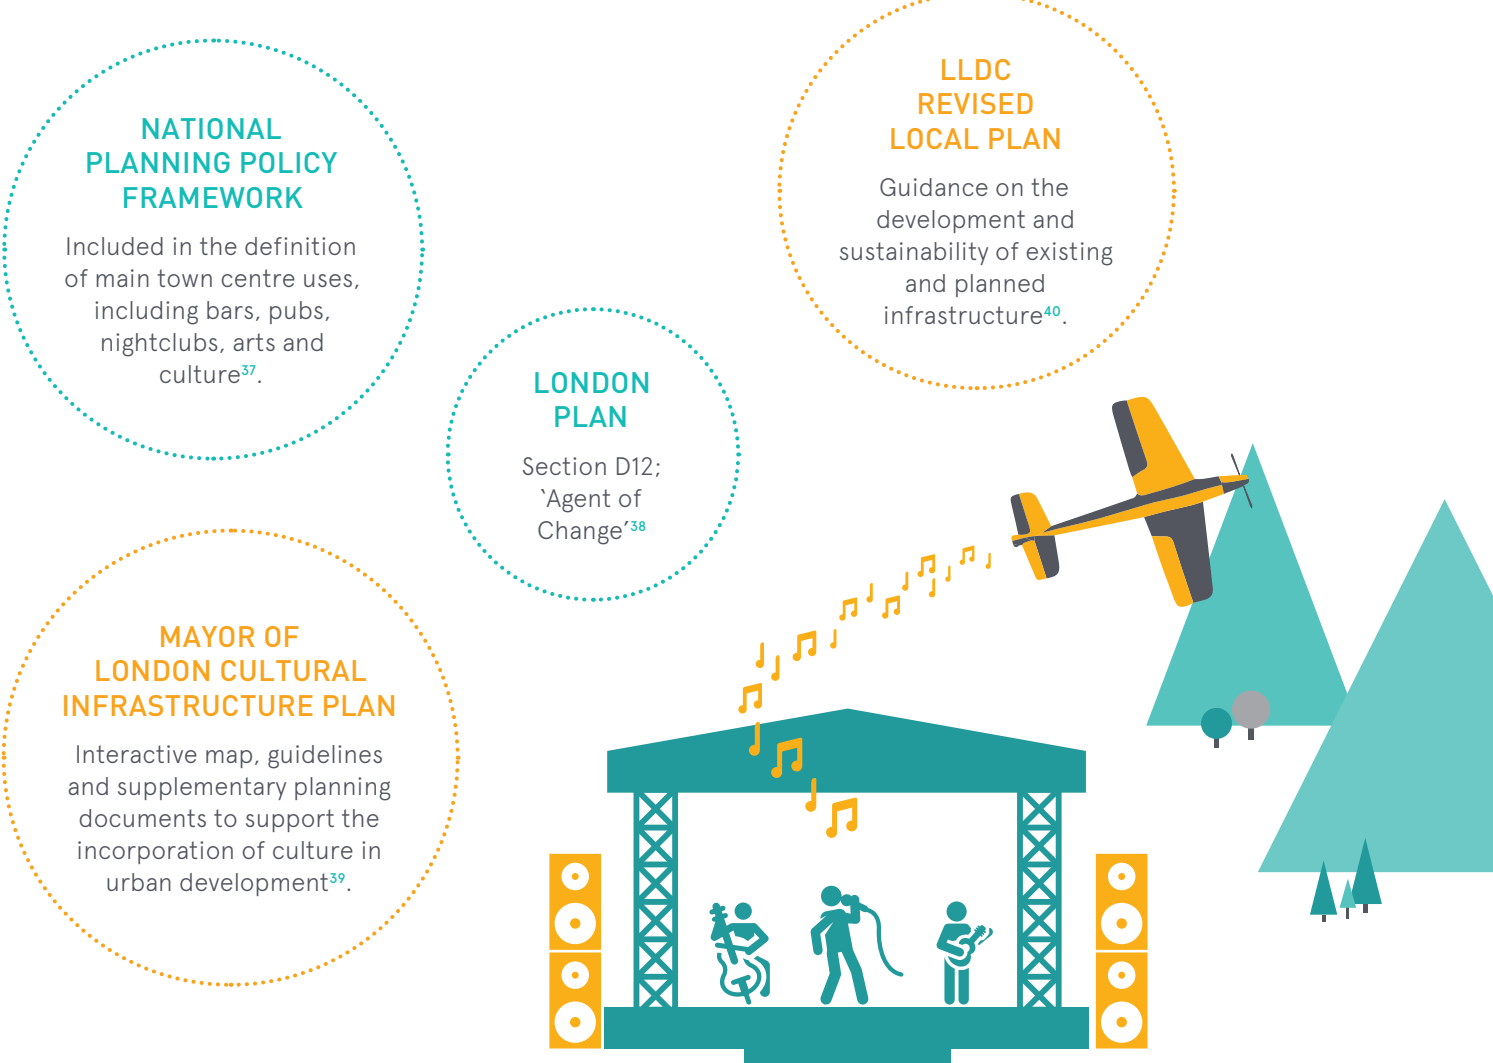 NATIONAL
PLANNING POLICY
FRAMEWORK
Included in the definition
of main town centre uses,
including bars, pubs,
nightclubs, arts and
culture37.
LLDC
REVISED
LOCAL PLAN
Guidance on the
development and
sustainability of existing
and planned
infrastructure40.
LONDON
PLAN
Section D12;
‘Agent of
Change’38
MAYOR OF
LONDON CULTURAL
INFRASTRUCTURE PLAN
Interactive map, guidelines
and supplementary planning
documents to support the
incorporation of culture in
urban development39.